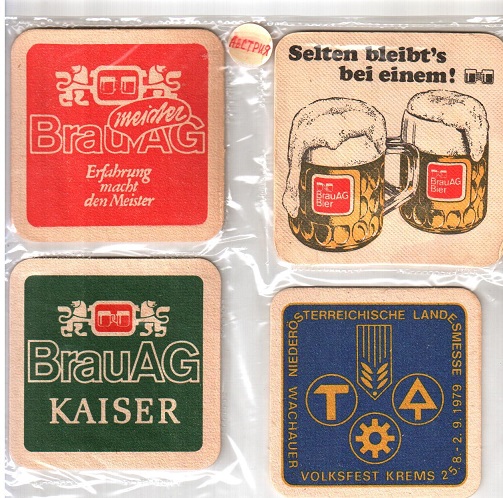 АВСТРИЯ
meister
BrauAG
Erfahrung
macht
den Meister
Selten bleibt's
bei einem!
BrauAG
Bier
BrauAG
Bier
BrauAG
KAISER
NIEDERÖSTERREICHISCHE LANDESMESSE
WACHAUER VOLKSFEST KREMS 25.8.-2.9.1979
T